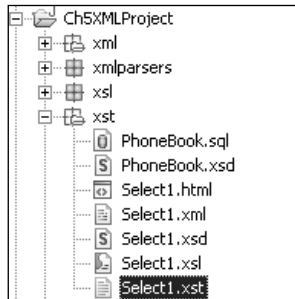 Ch5XMLProject
xml
xmlparsers
xsl
xst
PhoneBook.sql
PhoneBook.xsd
Select1.html
Select1.xml
Select1.xsd
Select1.xsl
Select1.xst